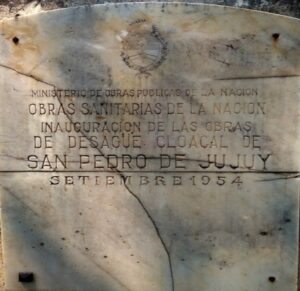 MINISTERIO DE OBRAS PUBLICAS DE LA NACION
OBRAS SANITARIAS DE LA NACION
INAUGURACION DE LAS OBRAS
DE DESAGÜE CLOACAL DE
SAN PEDRO DE JUJUY
SETIEMBRE 1954